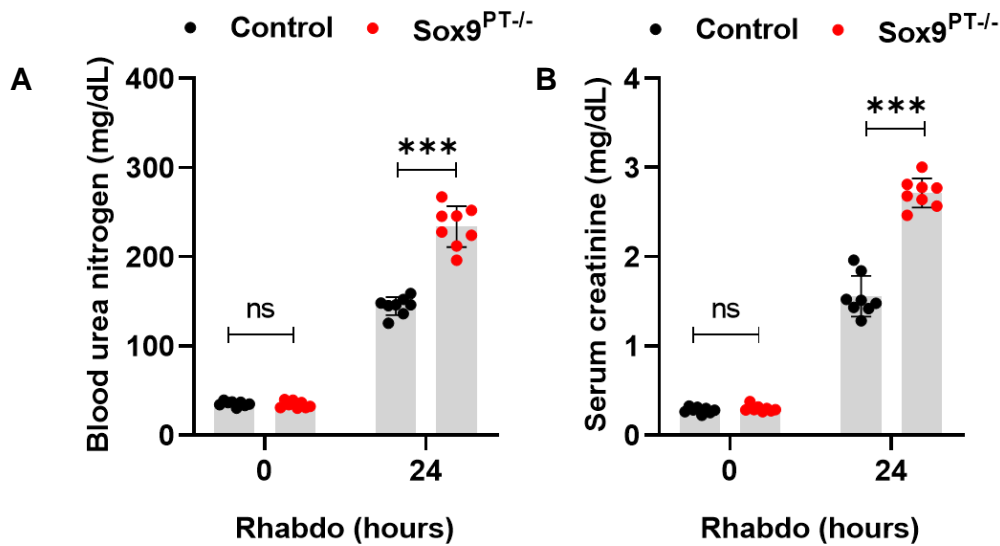 Control Sox9PT-/-
A
Blood urea nitrogen (mg/dL)
400
300
200
100
0
***
ns
0 24
Rhabdo (hours)
Control Sox9PT-/-
B
Serum creatinine (mg/dL)
4
3
2
1
0
***
ns
0 24
Rhabdo (hours)